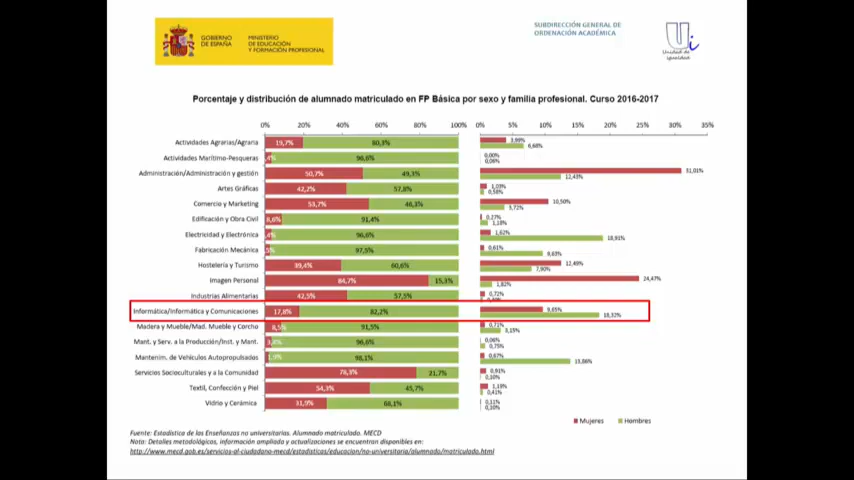 GOBIERNO
DE ESPAÑA
MINISTERIO
DE EDUCACIÓN
Y FORMACIÓN PROFESIONAL
SUBDIRECCIÓN GENERAL DE
ORDENACIÓN ACADÉMICA
Unidad de
Igualdad
Porcentaje y distribución de alumnado matriculado en FP Básica por sexo y familia profesional. Curso 2016-2017
0% 20% 40% 60% 80% 100% 0% 5% 10% 15% 20% 25% 30% 35%
Actividades Agrarias/Agraria 19,7% 80,3% 3,99% 6,68%
Actividades Marítimo-Pesqueras 96,6% 0,00% 0,06%
Administración/Administración y gestión 50,7% 49,3% 31,01% 12,43%
Artes Gráficas 42,2% 57,8% 1,03% 0,58%
Comercio y Marketing 53,7% 46,3% 10,50% 3,72%
Edificación y Obra Civil 8,6% 91,4% 0,27% 1,18%
Electricidad y Electrónica 96,6% 1,62% 18,91%
Fabricación Mecánica 97,5% 0,61% 9,63%
Hostelería y Turismo 39,4% 60,6% 12,49% 7,90%
Imagen Personal 84,7% 15,3% 24,47% 1,82%
Industrias Alimentarias 42,5% 57,5% 0,72%
Informática/Informática y Comunicaciones 17,8% 82,2% 9,65% 18,32%
Madera y Mueble/Mad. Mueble y Corcho 8,5% 91,5% 0,71% 3,15%
Mant. y Serv. a la Producción/Inst. y Mant. 3,4% 96,6% 0,06% 0,75%
Mantenim. de Vehículos Autopropulsados 1,9% 98,1% 0,67% 13,86%
Servicios Socioculturales y a la Comunidad 78,3% 21,7% 0,91% 0,10%
Textil, Confección y Piel 54,3% 45,7% 1,19% 0,41%
Vidrio y Cerámica 31,9% 68,1% 0,11% 0,10%
Mujeres Hombres
Fuente: Estadística de las Enseñanzas no universitarias. Alumnado matriculado. MECD
Nota: Detalles metodológicos, información ampliada y actualizaciones se encuentran disponibles en:
http://www.mecd.gob.es/servicios-al-ciudadano-mecd/estadisticas/educacion/no-universitaria/alumnado/matriculado.html